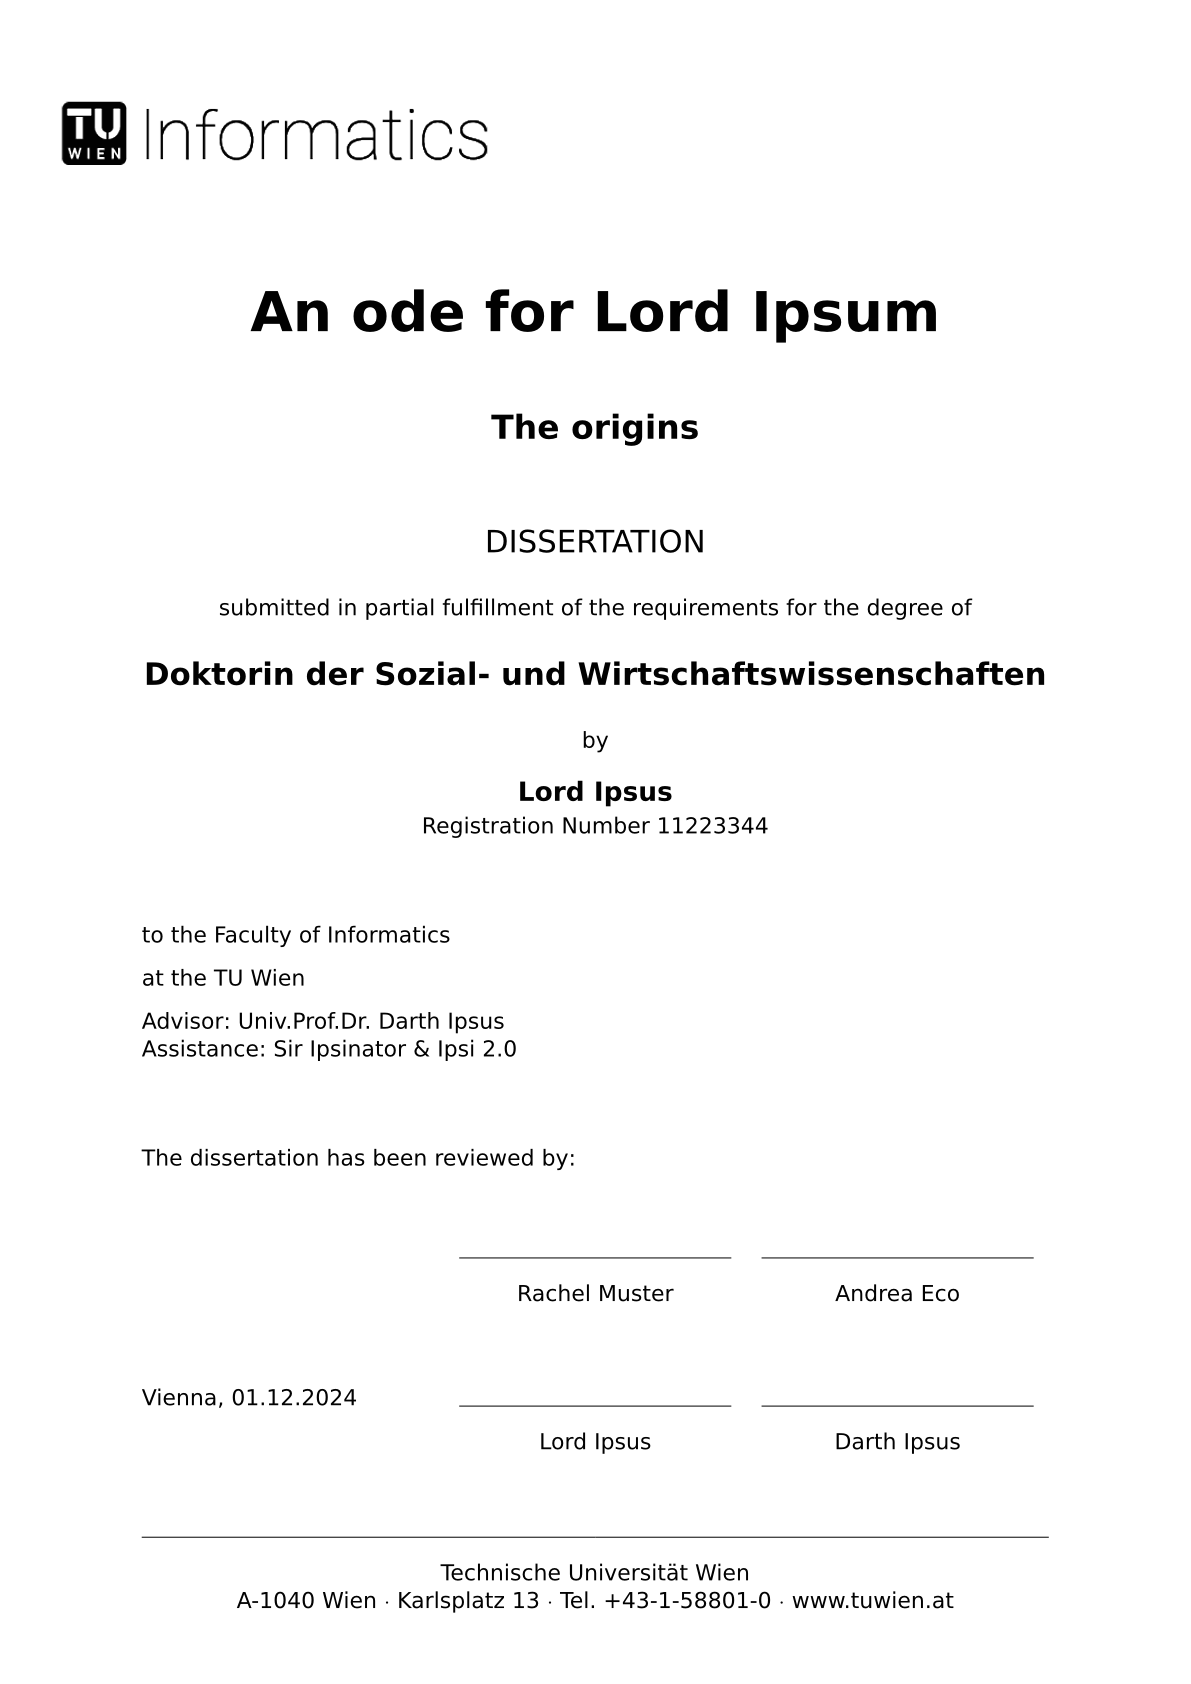 TU
WIEN
Informatics
An ode for Lord Ipsum
The origins
DISSERTATION
submitted in partial fulfillment of the requirements for the degree of
Doktorin der Sozial- und Wirtschaftswissenschaften
by
Lord Ipsus
Registration Number 11223344
to the Faculty of Informatics
at the TU Wien
Advisor: Univ.Prof.Dr. Darth Ipsus
Assistance: Sir Ipsinator & Ipsi 2.0
The dissertation has been reviewed by:
Rachel Muster Andrea Eco
Vienna, 01.12.2024
Lord Ipsus Darth Ipsus
Technische Universität Wien
A-1040 Wien · Karlsplatz 13 · Tel. +43-1-58801-0 · www.tuwien.at